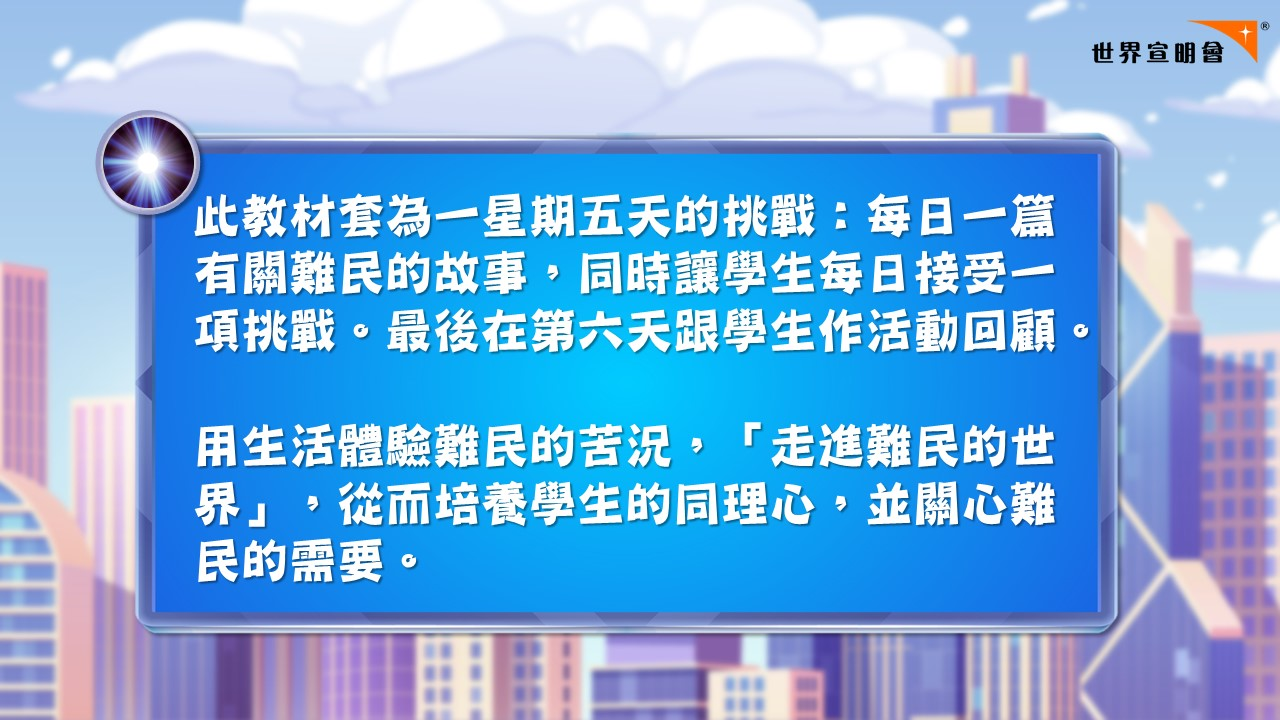 世界宣明會®
此教材套為一星期五天的挑戰：每日一篇
有關難民的故事，同時讓學生每日接受一
項挑戰。最後在第六天跟學生作活動回顧。
用生活體驗難民的苦況，「走進難民的世
界」，從而培養學生的同理心，並關心難
民的需要。